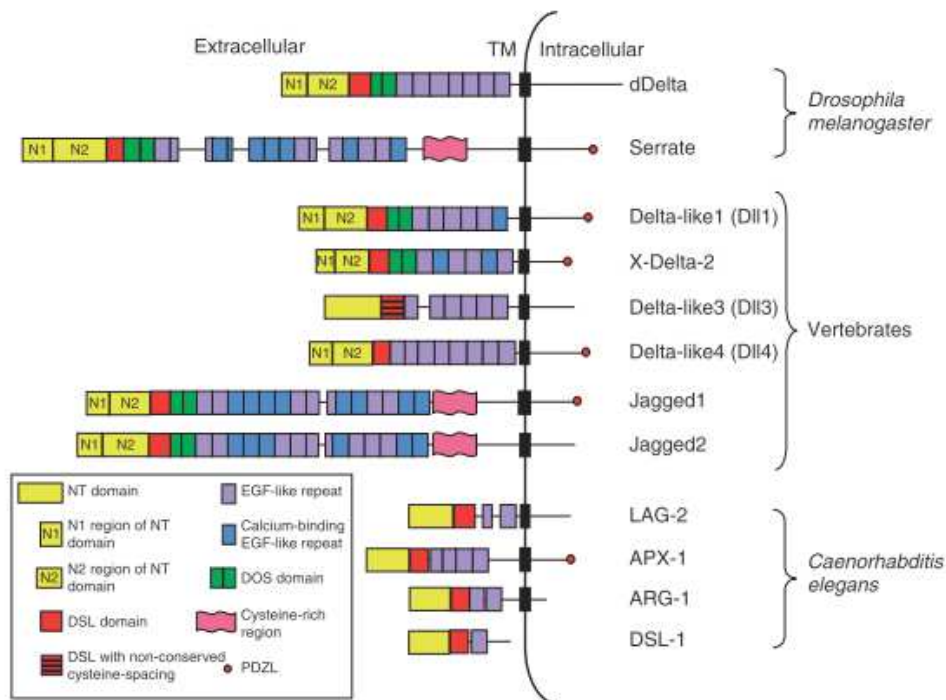 Extracellular TM Intracellular
N1 N2 dDelta
Drosophila
melanogaster
N1 N2 Serrate
N1 N2 Delta-like1 (Dll1)
N1 N2 X-Delta-2
Delta-like3 (Dll3)
Vertebrates
N1 N2 Delta-like4 (Dll4)
N1 N2 Jagged1
N1 N2 Jagged2
NT domain
N1 N1 region of NT
domain
N2 N2 region of NT
domain
DSL domain
DSL with non-conserved
cysteine-spacing
EGF-like repeat
Calcium-binding
EGF-like repeat
DOS domain
Cysteine-rich
region
PDZL
LAG-2
APX-1
Caenorhabditis
elegans
ARG-1
DSL-1